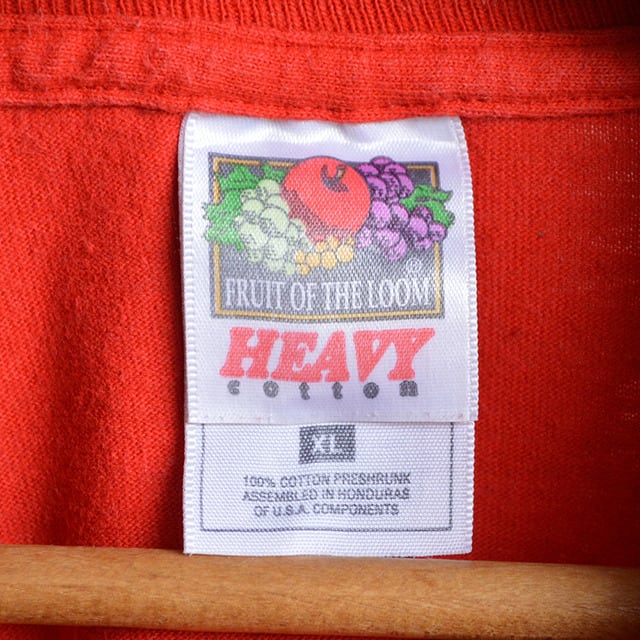 ®
FRUIT OF THE LOOM
HEAVY
cotton
XL
100% COTTON PRESHRUNK
ASSEMBLED IN HONDURAS
OF U.S.A. COMPONENTS